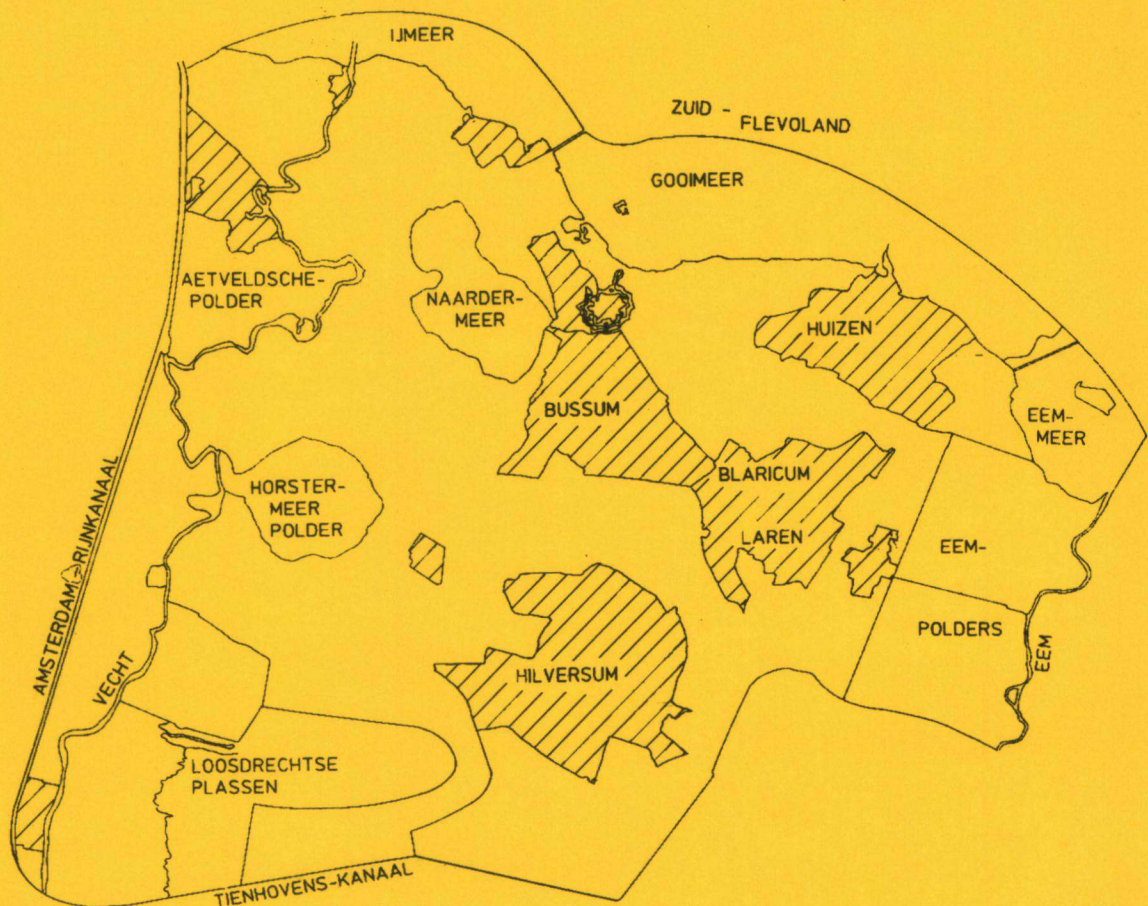 IJMEER
ZUID -
FLEVOLAND
GOOIMEER
AETVELDSCHE-
POLDER
NAARDER-
MEER
HUIZEN
BUSSUM
EEM-
MEER
BLARICUM
HORSTER-
MEER
POLDER
LAREN
EEM-
POLDERS
AMSTERDAM-RIJNKANAAL
VECHT
EEM
HILVERSUM
LOOSDRECHTSE
PLASSEN
TIENHOVENS-KANAAL